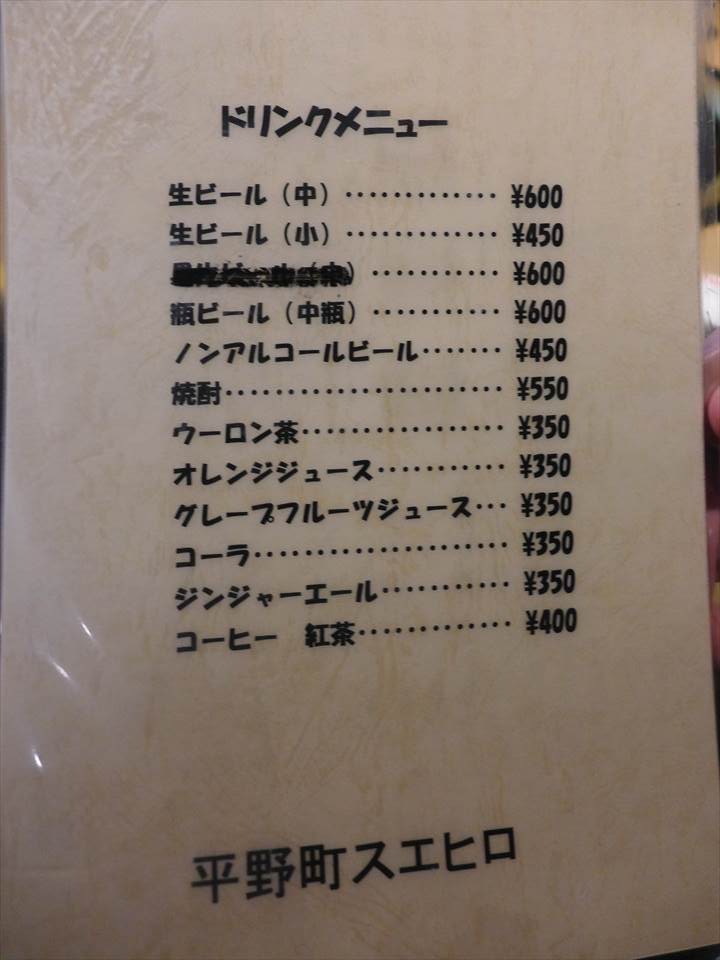 ドリンクメニュー
生ビール（中）・・・・・・・・・・・・・ ¥600
生ビール（小）・・・・・・・・・・・・・ ¥450
・・・・・・・・・・・ ¥600
瓶ビール（中瓶）・・・・・・・・・・・ ¥600
ノンアルコールビール・・・・・・・ ¥450
焼酎・・・・・・・・・・・・・・・・・・・・・・・ ¥550
ウーロン茶・・・・・・・・・・・・・・・・・ ¥350
オレンジジュース・・・・・・・・・・・ ¥350
グレープフルーツジュース・・・ ¥350
コーラ・・・・・・・・・・・・・・・・・・・・・ ¥350
ジンジャーエール・・・・・・・・・・・ ¥350
コーヒー　紅茶・・・・・・・・・・・・・ ¥400
平野町スエヒロ